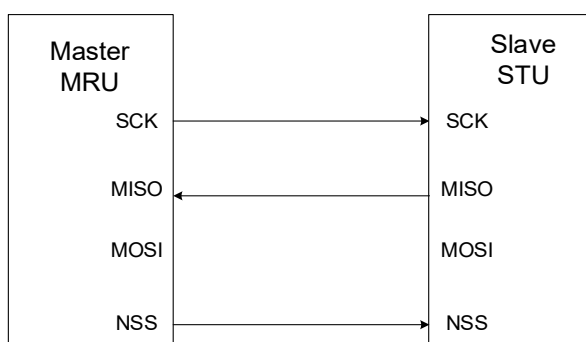 Master
MRU
Slave
STU
SCK
SCK
MISO
MISO
MOSI
MOSI
NSS
NSS